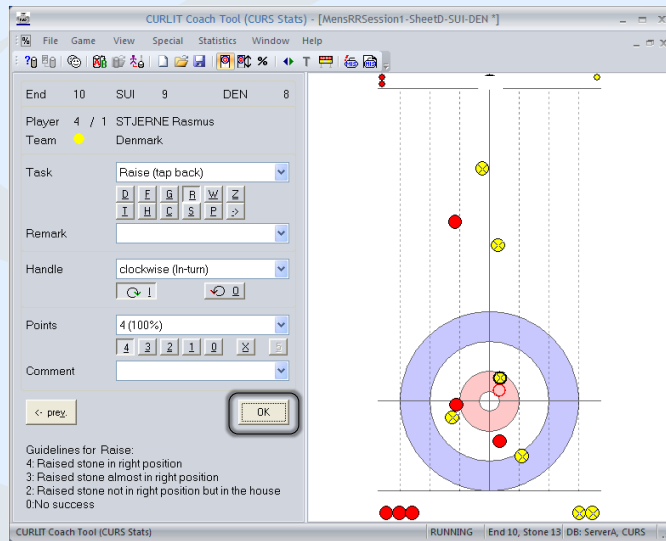 CURLIT Coach Tool (CURS Stats) - [MensRRSession1-SheetD-SUI-DEN *]
File Game View Special Statistics Window Help
End 10 SUI 9 DEN 8
Player 4 / 1 STJERNE Rasmus
Team Denmark
Task Raise (tap back)
D F G R W Z
T H C S P :>
Remark
Handle clockwise (In-turn)
I O
Points 4 (100%)
4 3 2 1 0 X 5
Comment
<- prev. OK
Guidelines for Raise:
4: Raised stone in right position
3: Raised stone almost in right position
2: Raised stone not in right position but in the house
0:No success
CURLIT Coach Tool (CURS Stats) RUNNING End 10, Stone 13 DB: ServerA, CURS